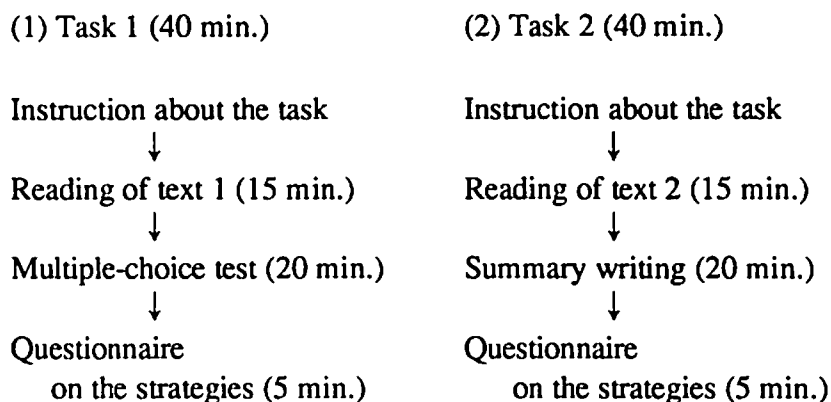 (1) Task 1 (40 min.)
Instruction about the task
↓
Reading of text 1 (15 min.)
↓
Multiple-choice test (20 min.)
↓
Questionnaire
on the strategies (5 min.)
(2) Task 2 (40 min.)
Instruction about the task
↓
Reading of text 2 (15 min.)
↓
Summary writing (20 min.)
↓
Questionnaire
on the strategies (5 min.)